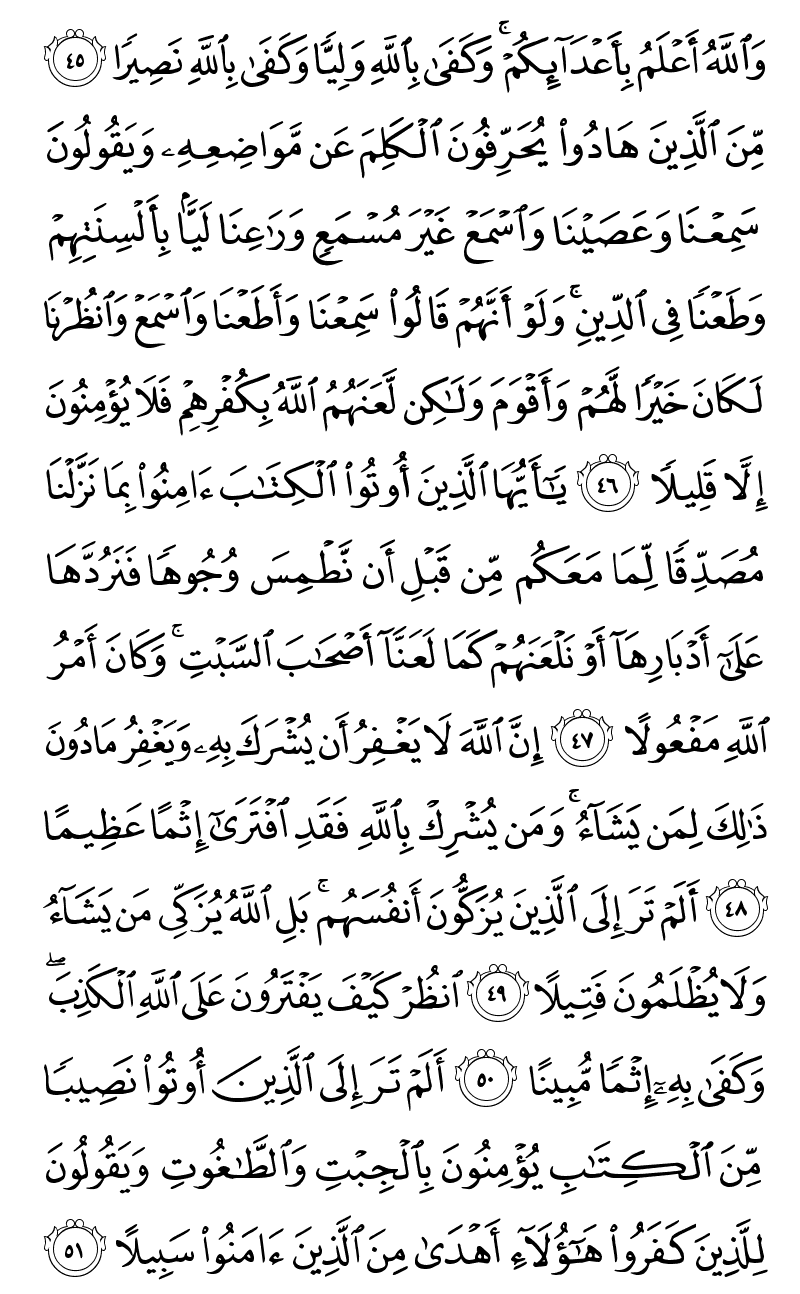 وَٱللَّهُ أَعۡلَمُ بِأَعۡدَآئِكُمۡۚ وَكَفَىٰ بِٱللَّهِ وَلِيّٗا وَكَفَىٰ بِٱللَّهِ نَصِيرٗا ٤٥
مِّنَ ٱلَّذِينَ هَادُواْ يُحَرِّفُونَ ٱلۡكَلِمَ عَن مَّوَاضِعِهِۦ وَيَقُولُونَ
سَمِعۡنَا وَعَصَيۡنَا وَٱسۡمَعۡ غَيۡرَ مُسۡمَعٖ وَرَٰعِنَا لَيَّۢا بِأَلۡسِنَتِهِمۡ
وَطَعۡنٗا فِي ٱلدِّينِۚ وَلَوۡ أَنَّهُمۡ قَالُواْ سَمِعۡنَا وَأَطَعۡنَا وَٱسۡمَعۡ وَٱنظُرۡنَا
لَكَانَ خَيۡرٗا لَّهُمۡ وَأَقۡوَمَ وَلَٰكِن لَّعَنَهُمُ ٱللَّهُ بِكُفۡرِهِمۡ فَلَا يُؤۡمِنُونَ
إِلَّا قَلِيلٗا ٤٦ يَٰٓأَيُّهَا ٱلَّذِينَ أُوتُواْ ٱلۡكِتَٰبَ ءَامِنُواْ بِمَا نَزَّلۡنَا
مُصَدِّقٗا لِّمَا مَعَكُم مِّن قَبۡلِ أَن نَّطۡمِسَ وُجُوهٗا فَنَرُدَّهَا
عَلَىٰٓ أَدۡبَارِهَآ أَوۡ نَلۡعَنَهُمۡ كَمَا لَعَنَّآ أَصۡحَٰبَ ٱلسَّبۡتِۚ وَكَانَ أَمۡرُ
ٱللَّهِ مَفۡعُولًا ٤٧ إِنَّ ٱللَّهَ لَا يَغۡفِرُ أَن يُشۡرَكَ بِهِۦ وَيَغۡفِرُ مَا دُونَ
ذَٰلِكَ لِمَن يَشَآءُۚ وَمَن يُشۡرِكۡ بِٱللَّهِ فَقَدِ ٱفۡتَرَىٰٓ إِثۡمًا عَظِيمًا
٤٨ أَلَمۡ تَرَ إِلَى ٱلَّذِينَ يُزَكُّونَ أَنفُسَهُمۚ بَلِ ٱللَّهُ يُزَكِّي مَن يَشَآءُ
وَلَا يُظۡلَمُونَ فَتِيلًا ٤٩ ٱنظُرۡ كَيۡفَ يَفۡتَرُونَ عَلَى ٱللَّهِ ٱلۡكَذِبَۖ
وَكَفَىٰ بِهِۦٓ إِثۡمٗا مُّبِينًا ٥٠ أَلَمۡ تَرَ إِلَى ٱلَّذِينَ أُوتُواْ نَصِيبٗا
مِّنَ ٱلۡكِتَٰبِ يُؤۡمِنُونَ بِٱلۡجِبۡتِ وَٱلطَّٰغُوتِ وَيَقُولُونَ
لِلَّذِينَ كَفَرُواْ هَٰٓؤُلَآءِ أَهۡدَىٰ مِنَ ٱلَّذِينَ ءَامَنُواْ سَبِيلًا ٥١